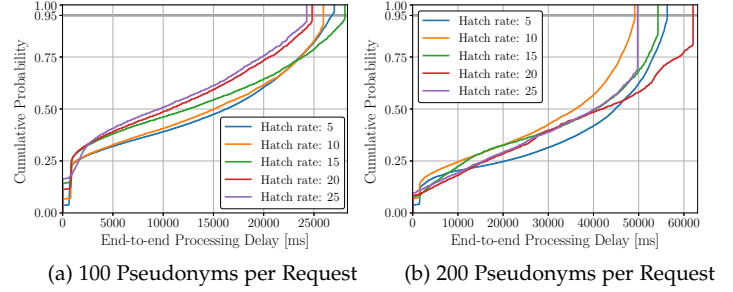 1.00
0.95
0.75
0.50
0.25
0.00
Cumulative Probability
Hatch rate: 5
Hatch rate: 10
Hatch rate: 15
Hatch rate: 20
Hatch rate: 25
0 5000 10000 15000 20000 25000
End-to-end Processing Delay [ms]
(a) 100 Pseudonyms per Request
1.00
0.95
0.75
0.50
0.25
0.00
Cumulative Probability
Hatch rate: 5
Hatch rate: 10
Hatch rate: 15
Hatch rate: 20
Hatch rate: 25
0 10000 20000 30000 40000 50000 60000
End-to-end Processing Delay [ms]
(b) 200 Pseudonyms per Request